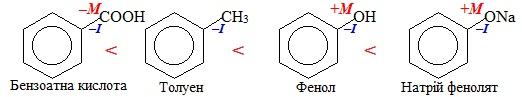 –M COOH –I < CH3 –I < +M OH –I < +M ONa –I
Бензоатна кислота Толуен Фенол Натрій фенолят